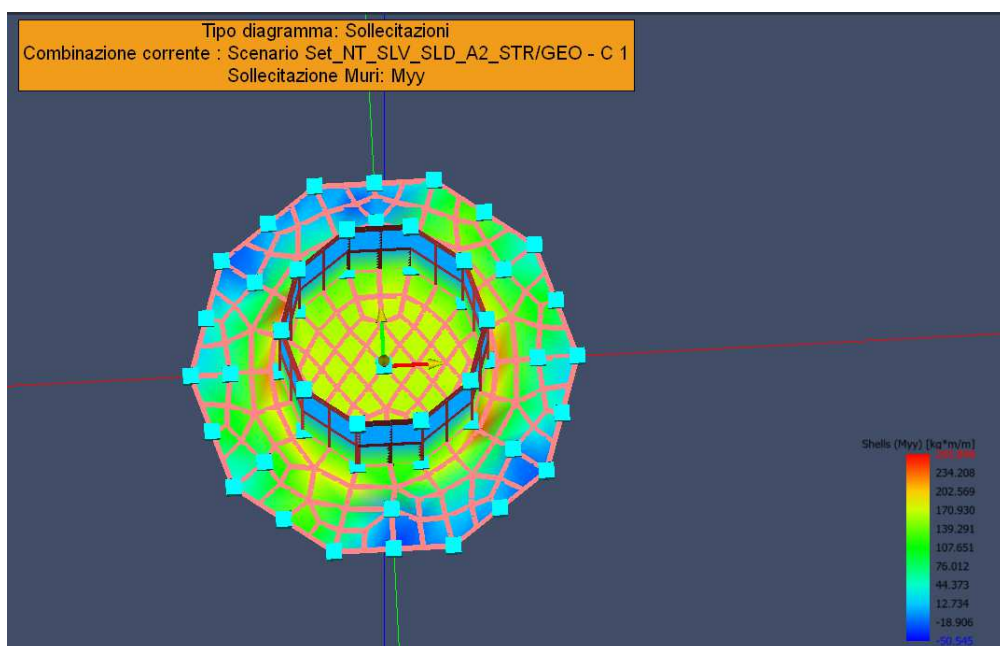 Tipo diagramma: Sollecitazioni
Combinazione corrente : Scenario Set_NT_SLV_SLD_A2_STR/GEO - C 1
Sollecitazione Muri: Myy
Shells (Myy) [kg*m/m]
234.208
202.569
170.930
139.291
107.651
76.012
44.373
12.734
-18.906
-50.545